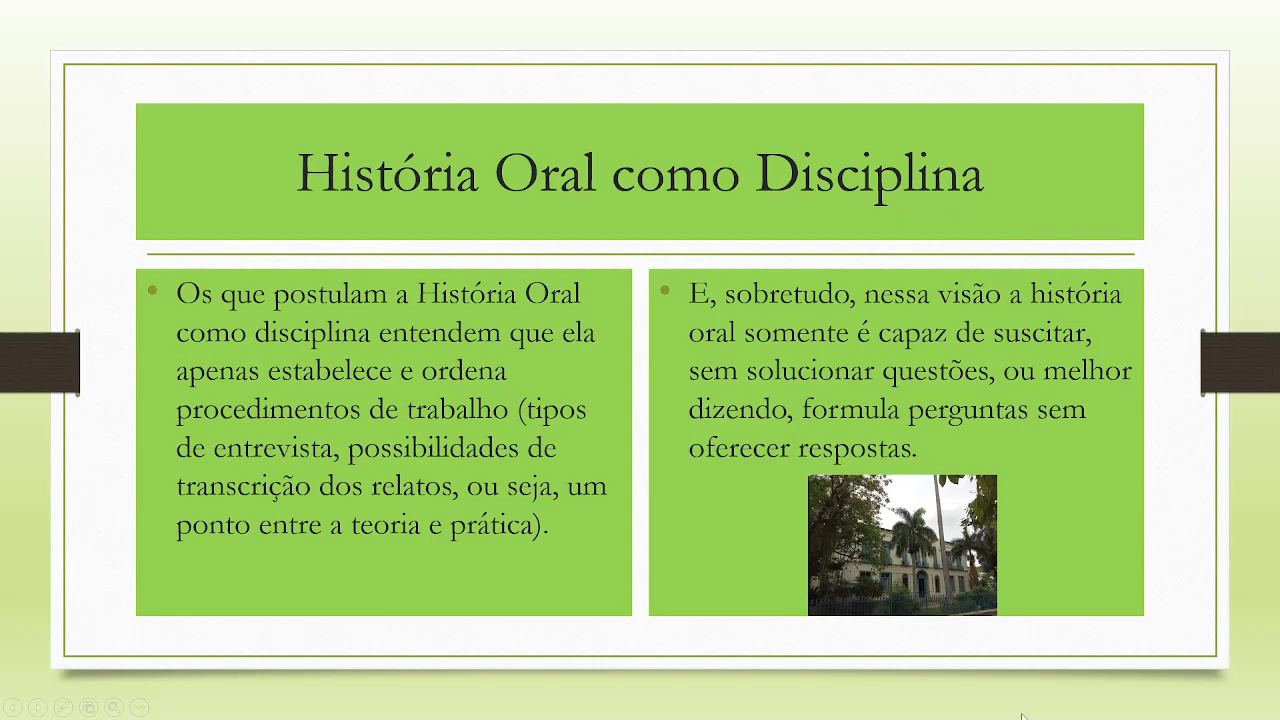 História Oral como Disciplina
• Os que postulam a História Oral
como disciplina entendem que ela
apenas estabelece e ordena
procedimentos de trabalho (tipos
de entrevista, possibilidades de
transcrição dos relatos, ou seja, um
ponto entre a teoria e prática).
• E, sobretudo, nessa visão a história
oral somente é capaz de suscitar,
sem solucionar questões, ou melhor
dizendo, formula perguntas sem
oferecer respostas.